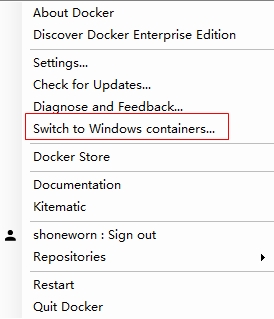 About Docker
Discover Docker Enterprise Edition
Settings...
Check for Updates...
Diagnose and Feedback...
Switch to Windows containers...
Docker Store
Documentation
Kitematic
shoneworn : Sign out
Repositories
Restart
Quit Docker